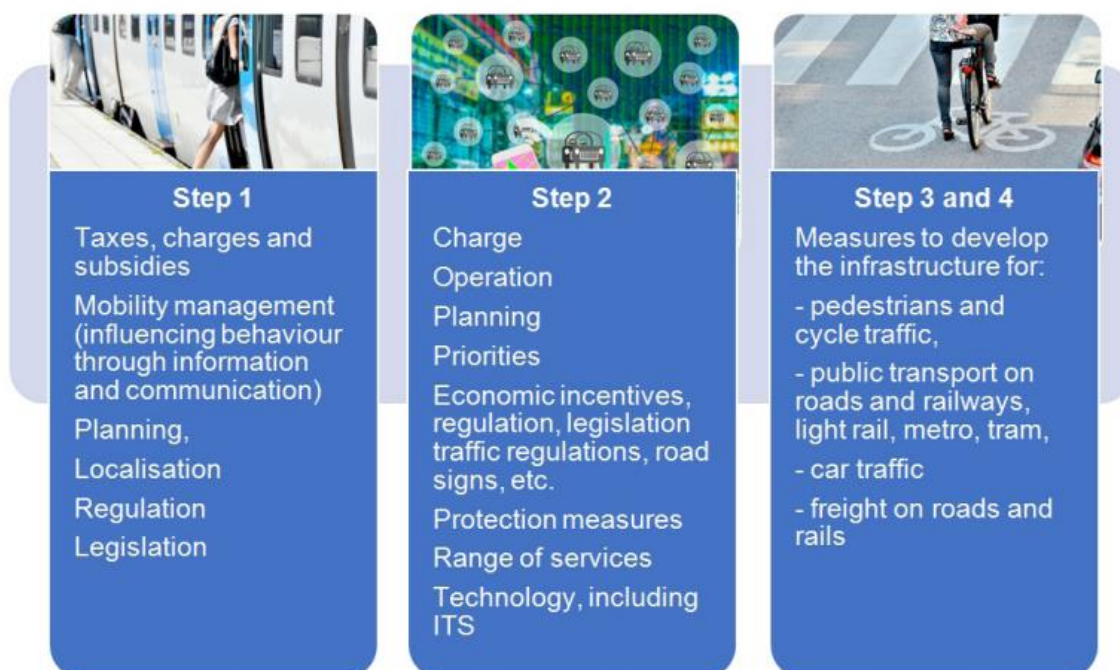 Step 1
Taxes, charges and
subsidies
Mobility management
(influencing behaviour
through information
and communication)
Planning,
Localisation
Regulation
Legislation
Step 2
Charge
Operation
Planning
Priorities
Economic incentives,
regulation, legislation
traffic regulations, road
signs, etc.
Protection measures
Range of services
Technology, including
ITS
Step 3 and 4
Measures to develop
the infrastructure for:
- pedestrians and
cycle traffic,
- public transport on
roads and railways,
light rail, metro, tram,
- car traffic
- freight on roads and
rails